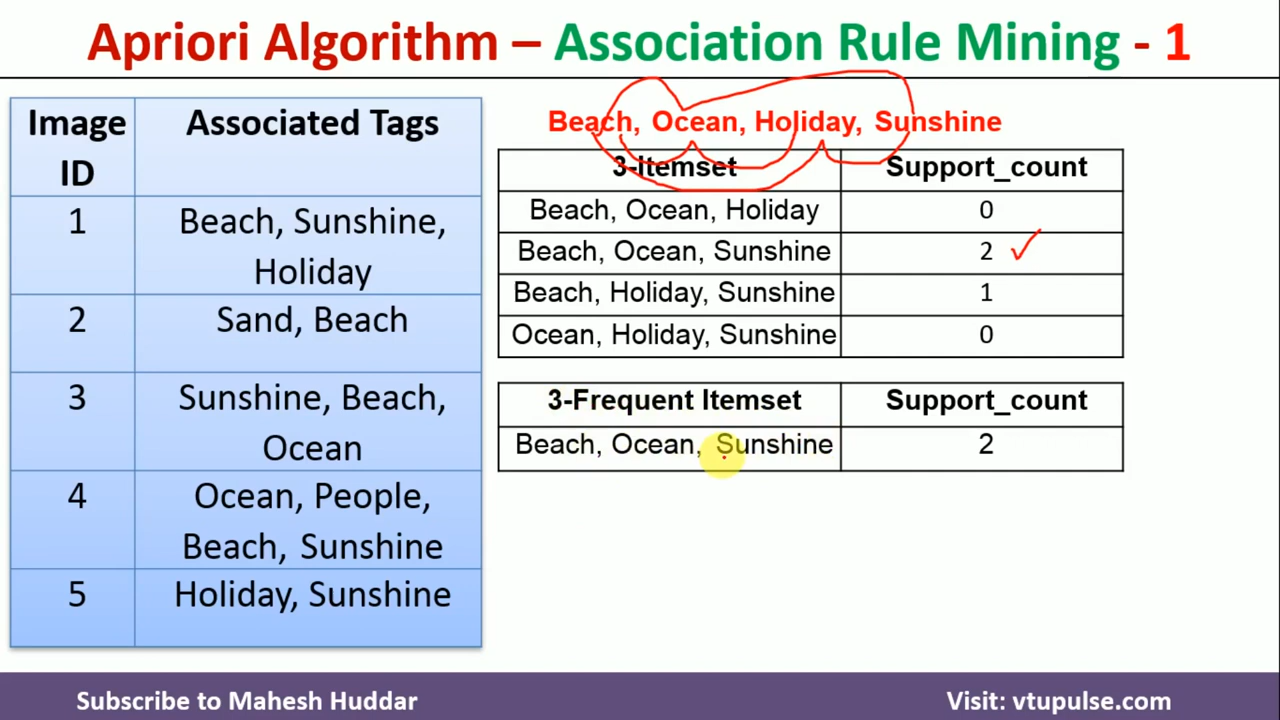 Apriori Algorithm – Association Rule Mining - 1
Image ID
Associated Tags
1
Beach, Sunshine,
Holiday
2
Sand, Beach
3
Sunshine, Beach,
Ocean
4
Ocean, People,
Beach, Sunshine
5
Holiday, Sunshine
Beach, Ocean, Holiday, Sunshine
3-Itemset Support_count
Beach, Ocean, Holiday 0
Beach, Ocean, Sunshine 2
Beach, Holiday, Sunshine 1
Ocean, Holiday, Sunshine 0
3-Frequent Itemset Support_count
Beach, Ocean, Sunshine 2
Subscribe to Mahesh Huddar
Visit: vtupulse.com